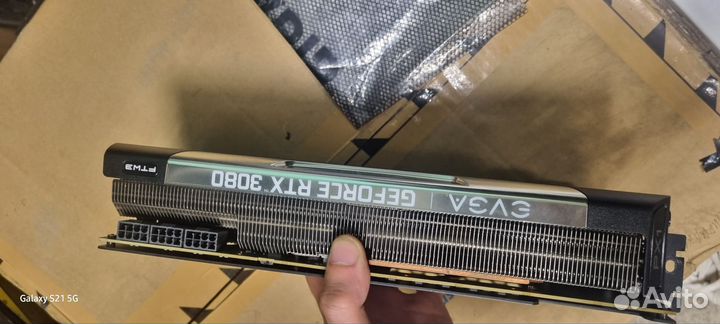 FTW3
EVGA | GEFORCE RTX 3080
Galaxy S21 5G
Avito